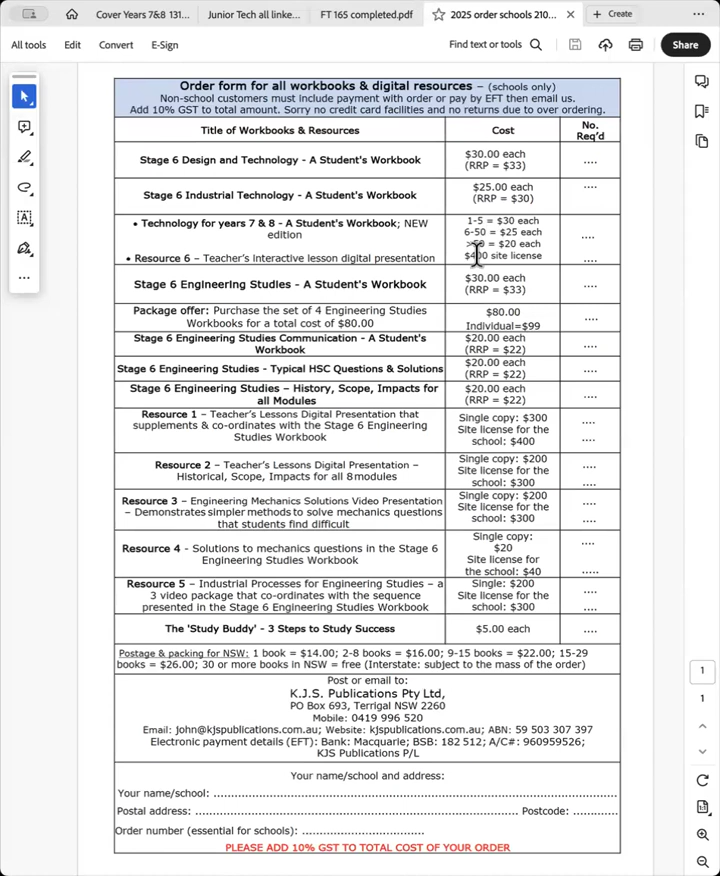 Cover Years 7&8 131...
Junior Tech all linke...
FT 165 completed.pdf
2025 order schools 210...
Create
All tools
Edit
Convert
E-Sign
Find text or tools
Share
Order form for all workbooks & digital resources – (schools only)
Non-school customers must include payment with order or pay by EFT then email us.
Add 10% GST to total amount. Sorry no credit card facilities and no returns due to over ordering.
Title of Workbooks & Resources
Cost
No.
Req'd
Stage 6 Design and Technology - A Student's Workbook
$30.00 each
(RRP = $33)
....
Stage 6 Industrial Technology - A Student's Workbook
$25.00 each
(RRP = $30)
....
• Technology for years 7 & 8 - A Student's Workbook; NEW
edition
• Resource 6 – Teacher's interactive lesson digital presentation
1-5 = $30 each
6-50 = $25 each
>50 = $20 each
$400 site license
....
....
Stage 6 Engineering Studies - A Student's Workbook
$30.00 each
(RRP = $33)
....
Package offer: Purchase the set of 4 Engineering Studies
Workbooks for a total cost of $80.00
$80.00
Individual=$99
....
Stage 6 Engineering Studies Communication - A Student's
Workbook
$20.00 each
(RRP = $22)
....
Stage 6 Engineering Studies - Typical HSC Questions & Solutions
$20.00 each
(RRP = $22)
....
Stage 6 Engineering Studies – History, Scope, Impacts for
all Modules
$20.00 each
(RRP = $22)
....
Resource 1 – Teacher's Lessons Digital Presentation that
supplements & co-ordinates with the Stage 6 Engineering
Studies Workbook
Single copy: $300
Site license for the
school: $400
....
....
Resource 2 – Teacher's Lessons Digital Presentation –
Historical, Scope, Impacts for all 8modules
Single copy: $200
Site license for the
school: $300
....
....
Resource 3 – Engineering Mechanics Solutions Video Presentation
– Demonstrates simpler methods to solve mechanics questions
that students find difficult
Single copy: $200
Site license for the
school: $300
....
....
Resource 4 - Solutions to mechanics questions in the Stage 6
Engineering Studies Workbook
Single copy:
$20
Site license for
the school: $40
....
.....
Resource 5 – Industrial Processes for Engineering Studies – a
3 video package that co-ordinates with the sequence
presented in the Stage 6 Engineering Studies Workbook
Single: $200
Site license for the
school: $300
....
....
The 'Study Buddy' - 3 Steps to Study Success
$5.00 each
....
Postage & packing for NSW: 1 book = $14.00; 2-8 books = $16.00; 9-15 books = $22.00; 15-29
books = $26.00; 30 or more books in NSW = free (Interstate: subject to the mass of the order)
Post or email to:
K.J.S. Publications Pty Ltd,
PO Box 693, Terrigal NSW 2260
Mobile: 0419 996 520
Email: john@kjspublications.com.au; Website: kjspublications.com.au; ABN: 59 503 307 397
Electronic payment details (EFT): Bank: Macquarie; BSB: 182 512; A/C#: 960959526;
KJS Publications P/L
Your name/school and address:
Your name/school: ....................................................................................................
Postal address: ................................................................................ Postcode: ............
Order number (essential for schools): ................................
PLEASE ADD 10% GST TO TOTAL COST OF YOUR ORDER
1
1